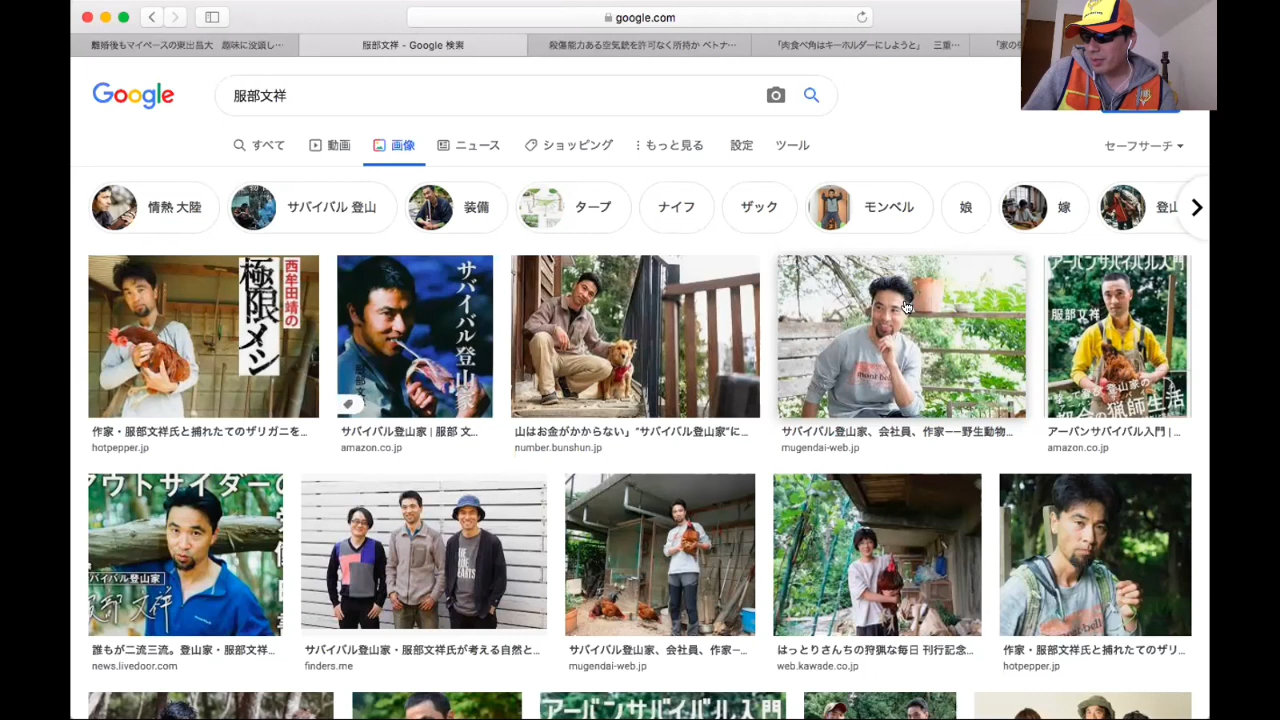 google.com
離婚後もマイペースの東出昌大 趣味に没頭し…
服部文祥 - Google 検索
殺傷能力ある空気銃を許可なく所持か ベトナ…
「肉食べ角はキーホルダーにしようと」 三重…
Google
服部文祥
すべて
動画
画像
ニュース
ショッピング
もっと見る
設定
ツール
セーフサーチ
情熱 大陸
サバイバル 登山
装備
タープ
ナイフ
ザック
モンベル
娘
嫁
登山
西牟田靖の
極限メシ
サバイバル登山家
服部文
アーバンサバイバル入門
服部文祥
都会の猟師生活
mont-bell
作家・服部文祥氏と捕れたてのザリガニを…
hotpepper.jp
サバイバル登山家 | 服部 文…
amazon.co.jp
山はお金がかからない」“サバイバル登山家”に…
number.bunshun.jp
サバイバル登山家、会社員、作家——野生動物…
mugendai-web.jp
アーバンサバイバル入門 | …
amazon.co.jp
アウトサイダーの
バイバル登山家
服部文祥
mont-bell
誰もが二流三流。登山家・服部文祥…
news.livedoor.com
サバイバル登山家・服部文祥氏が考える自然と…
finders.me
サバイバル登山家、会社員、作家—…
mugendai-web.jp
はっとりさんちの狩猟な毎日 刊行記念…
web.kawade.co.jp
作家・服部文祥氏と捕れたてのザリ…
hotpepper.jp
アーバンサバイバル入門